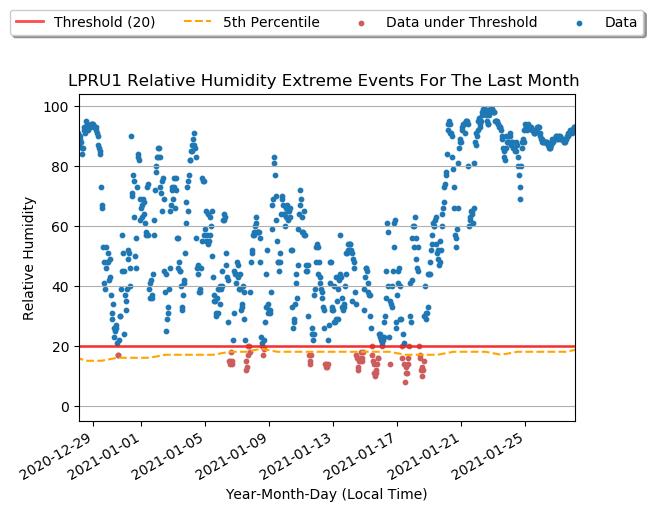 Threshold (20) 5th Percentile Data under Threshold Data
LPRU1 Relative Humidity Extreme Events For The Last Month
100
80
60
40
20
0
Relative Humidity
2020-12-29 2021-01-01 2021-01-05 2021-01-09 2021-01-13 2021-01-17 2021-01-21 2021-01-25
Year-Month-Day (Local Time)